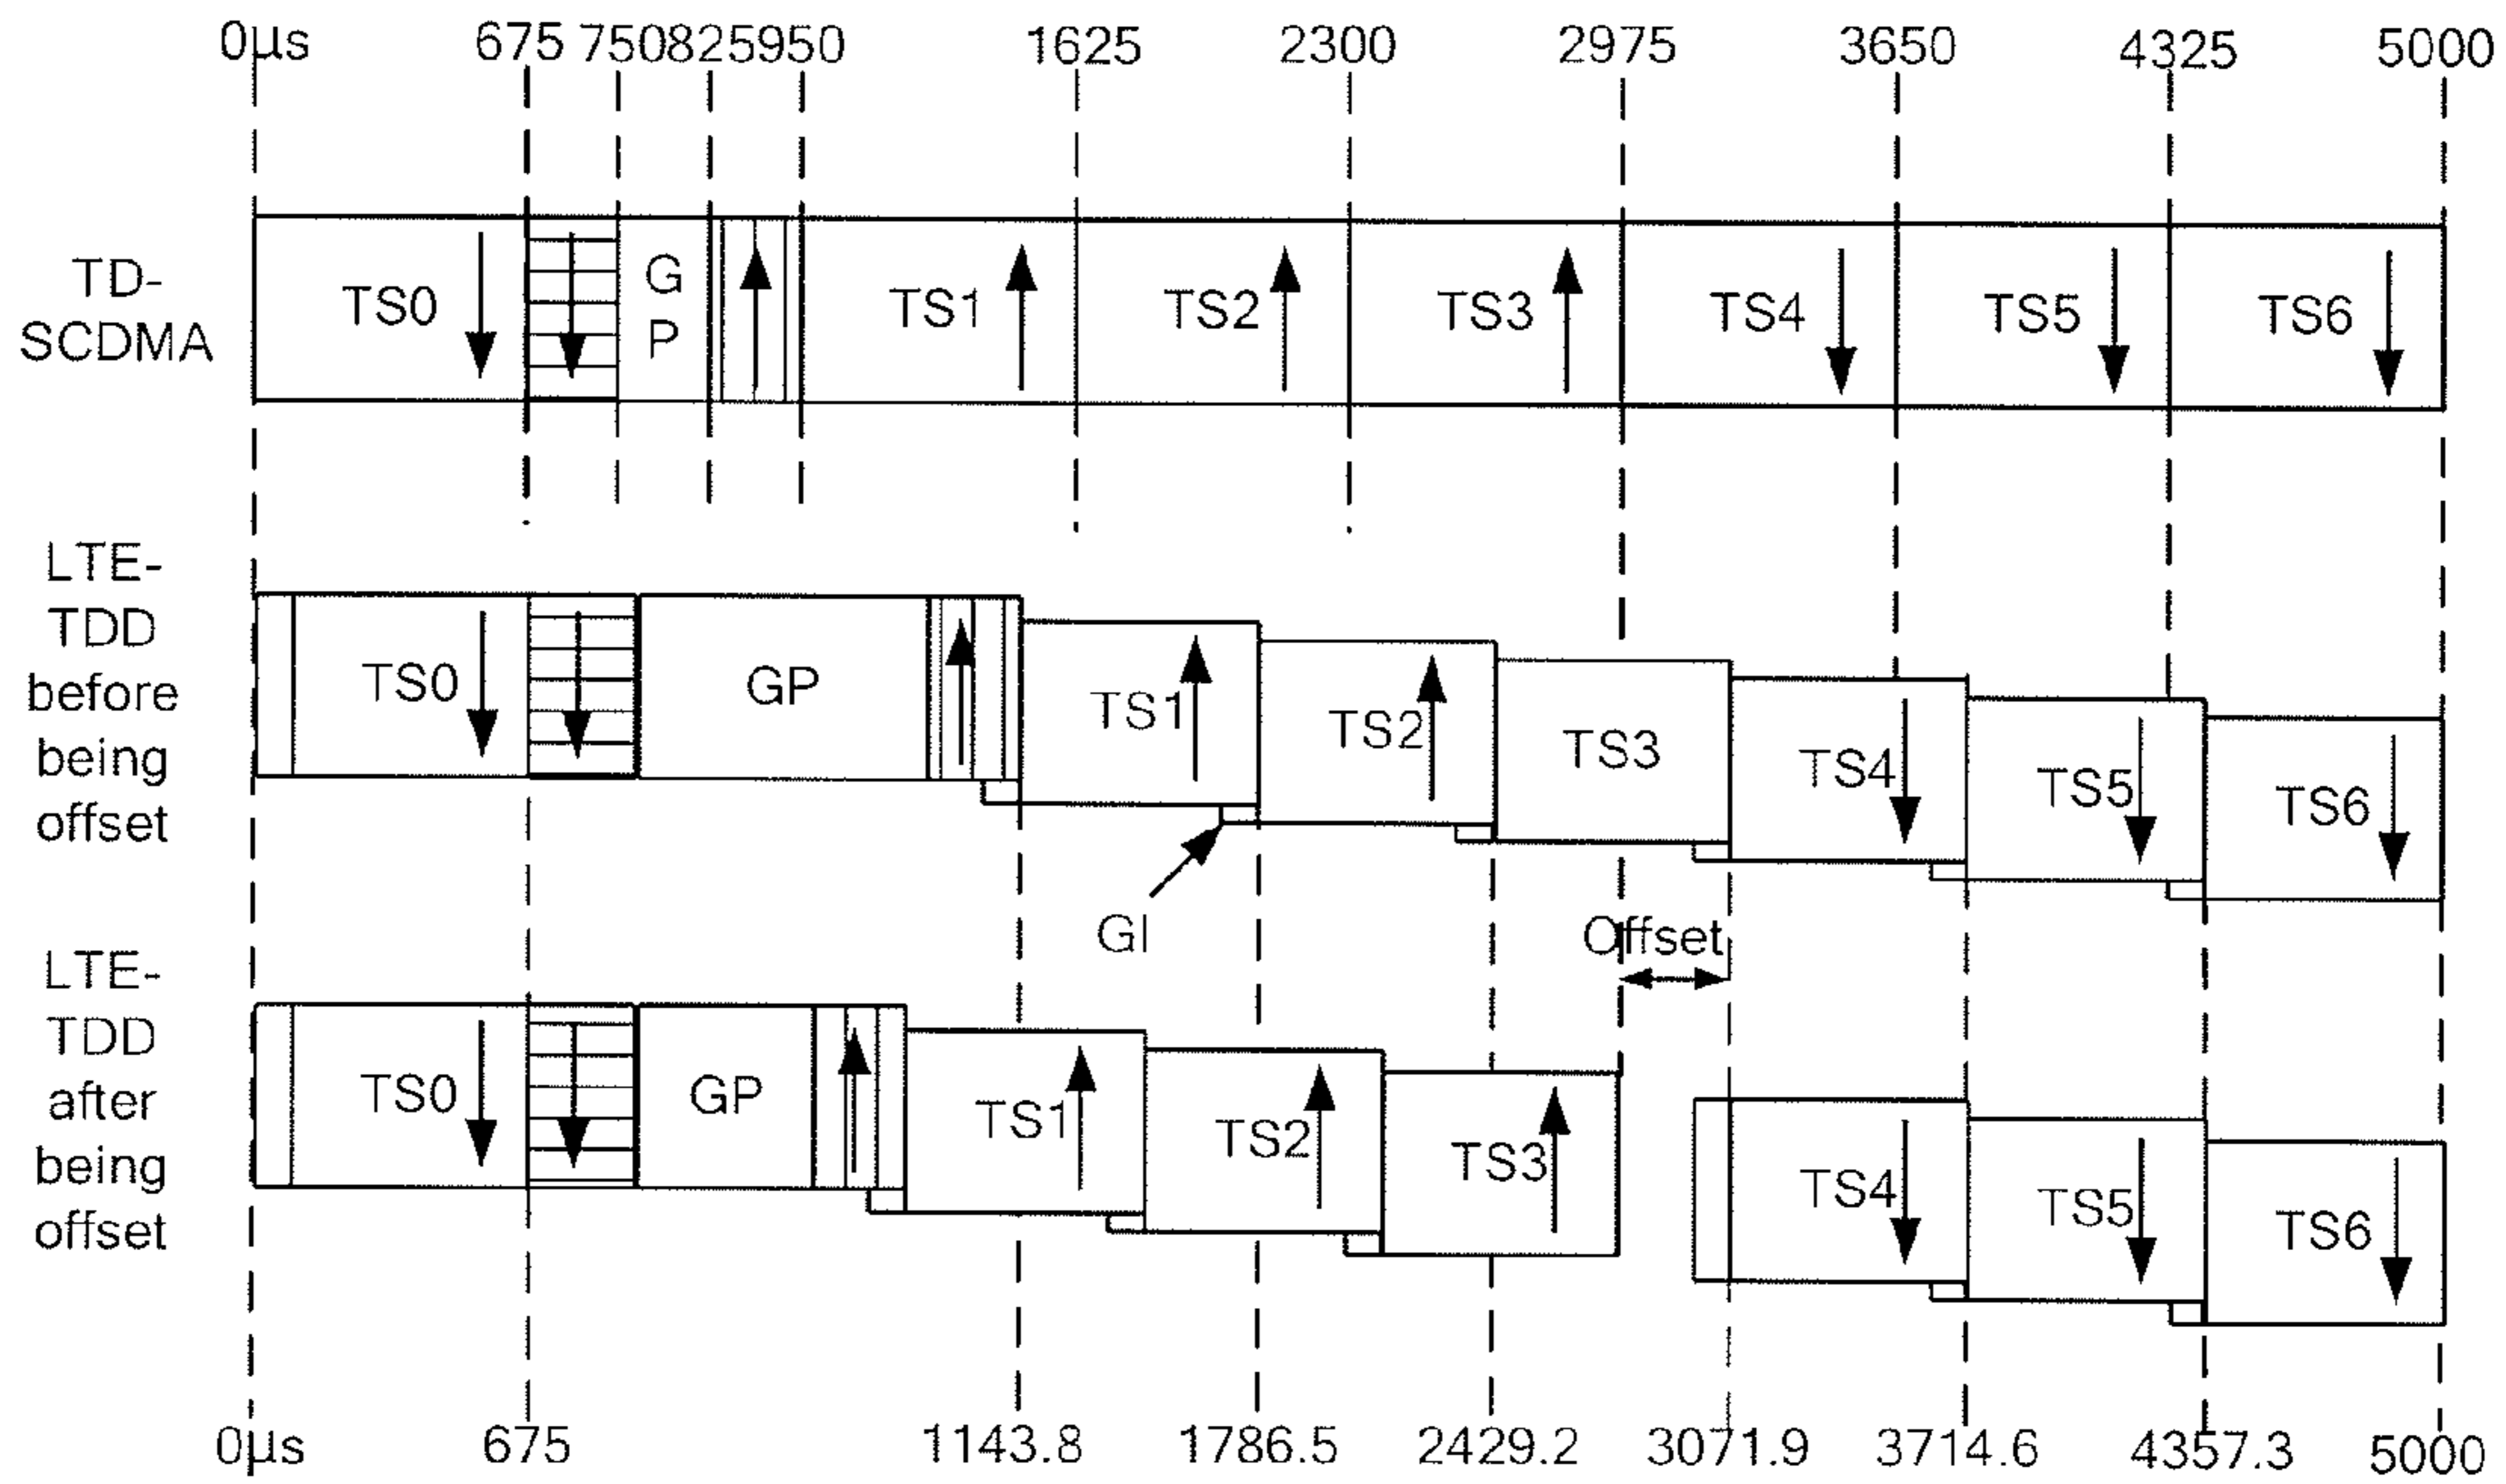 0µs 675 750 825 950 1625 2300 2975 3650 4325 5000
TD-
SCDMA
TS0
G
P
TS1 TS2 TS3 TS4 TS5 TS6
LTE-
TDD
before
being
offset
TS0 GP TS1 TS2 TS3 TS4 TS5 TS6
GI
Offset
LTE-
TDD
after
being
offset
TS0 GP TS1 TS2 TS3 TS4 TS5 TS6
0µs 675 1143.8 1786.5 2429.2 3071.9 3714.6 4357.3 5000